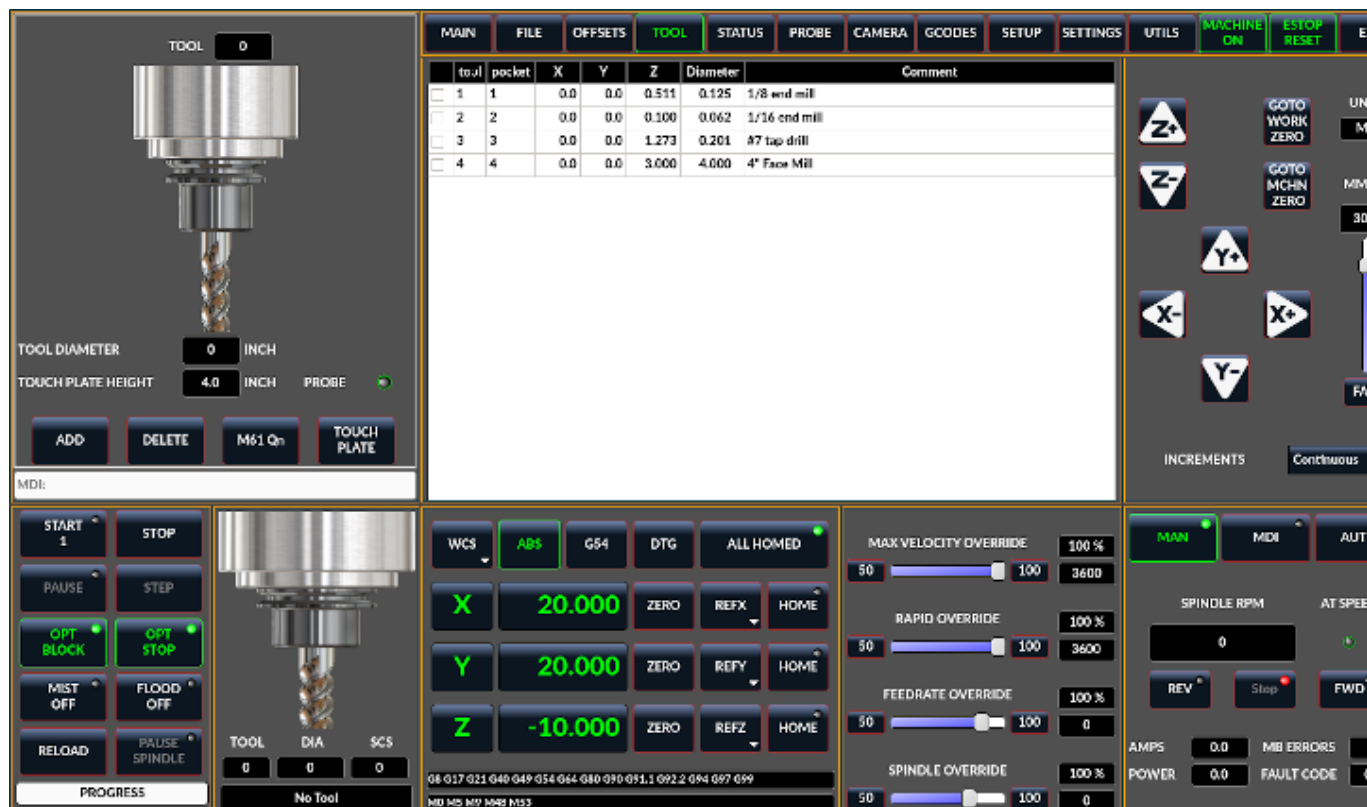 TOOL 0
TOOL DIAMETER 0 INCH
TOUCH PLATE HEIGHT 4.0 INCH PROBE
ADD DELETE M61 Qn TOUCH PLATE
MDI:
MAIN FILE OFFSETS TOOL STATUS PROBE CAMERA GCODES SETUP SETTINGS UTILS MACHINE ON ESTOP RESET
tool pocket X Y Z Diameter Comment
1 1 0.0 0.0 0.511 0.125 1/8 end mill
2 2 0.0 0.0 0.100 0.062 1/16 end mill
3 3 0.0 0.0 1.273 0.201 #7 tap drill
4 4 0.0 0.0 3.000 4.000 4" Face Mill
Z+ GOTO WORK ZERO
Z- GOTO MCHN ZERO
Y+
X- X+
Y-
INCREMENTS Continuous
START 1 STOP
PAUSE STEP
OPT BLOCK OPT STOP
MIST OFF FLOOD OFF
RELOAD PAUSE SPINDLE
PROGRESS
TOOL DIA SCS
0 0 0
No Tool
WCS ABS G54 DTG ALL HOMED
X 20.000 ZERO REFX HOME
Y 20.000 ZERO REFY HOME
Z -10.000 ZERO REFZ HOME
G8 G17 G21 G40 G49 G54 G64 G80 G90 G91.1 G92.2 G94 G97 G99
M0 M5 M9 M48 M53
MAX VELOCITY OVERRIDE 100 %
50 100 3600
RAPID OVERRIDE 100 %
50 100 3600
FEEDRATE OVERRIDE 100 %
50 100 0
SPINDLE OVERRIDE 100 %
50 100 0
MAN MDI
SPINDLE RPM
0
REV Stop FWD
AMPS 0.0 MB ERRORS
POWER 0.0 FAULT CODE